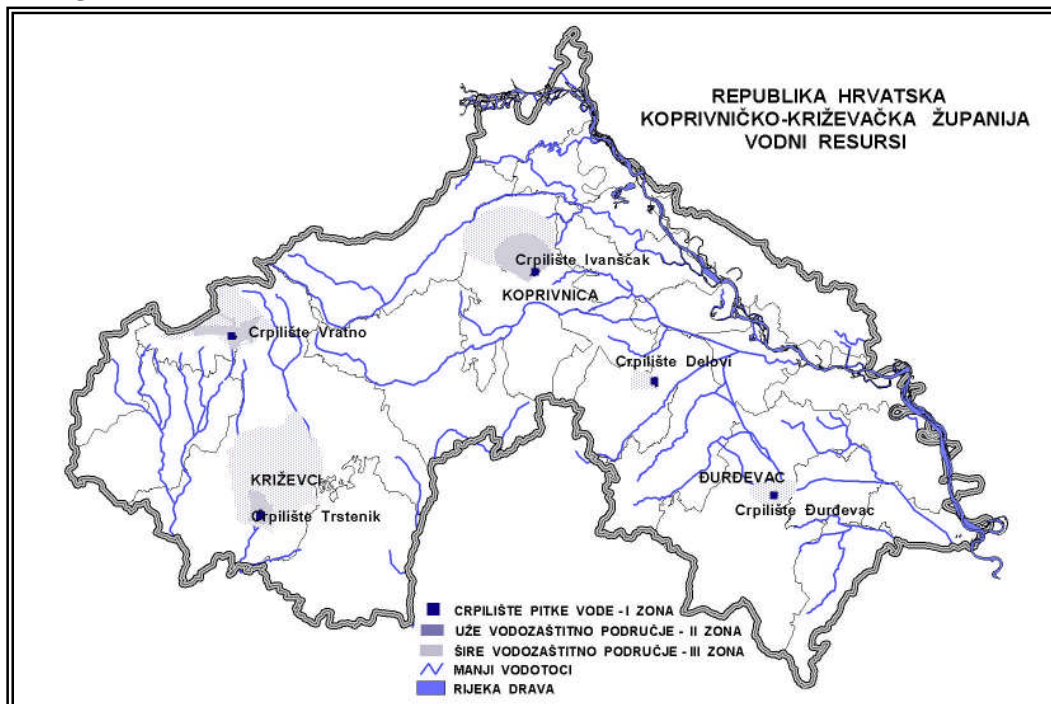 REPUBLIKA HRVATSKA
KOPRIVNIČKO-KRIŽEVAČKA ŽUPANIJA
VODNI RESURSI
Crpilište Ivanščak
KOPRIVNICA
Crpilište Vratno
Crpilište Delovi
KRIŽEVCI
Crpilište Trstenik
ĐURĐEVAC
Crpilište Đurđevac
CRPILIŠTE PITKE VODE - I ZONA
UŽE VODOZAŠTITNO PODRUČJE - II ZONA
ŠIRE VODOZAŠTITNO PODRUČJE - III ZONA
MANJI VODOTOCI
RIJEKA DRAVA